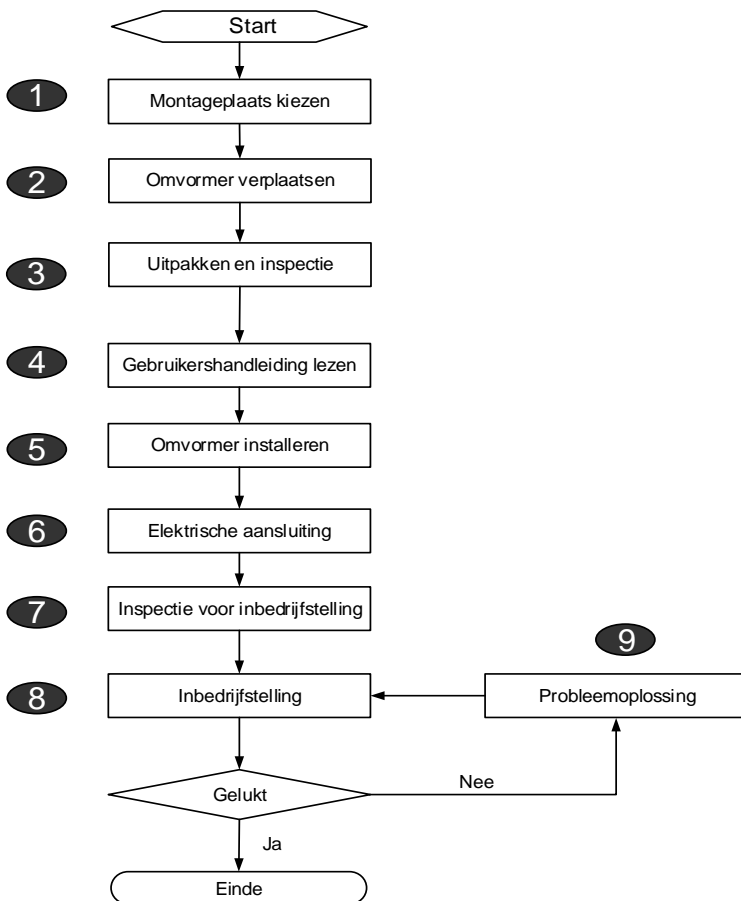 Start
1
Montageplaats kiezen
2
Omvormer verplaatsen
3
Uitpakken en inspectie
4
Gebruikershandleiding lezen
5
Omvormer installeren
6
Elektrische aansluiting
7
Inspectie voor inbedrijfstelling
9
8
Inbedrijfstelling
Probleemoplossing
Gelukt
Nee
Ja
Einde